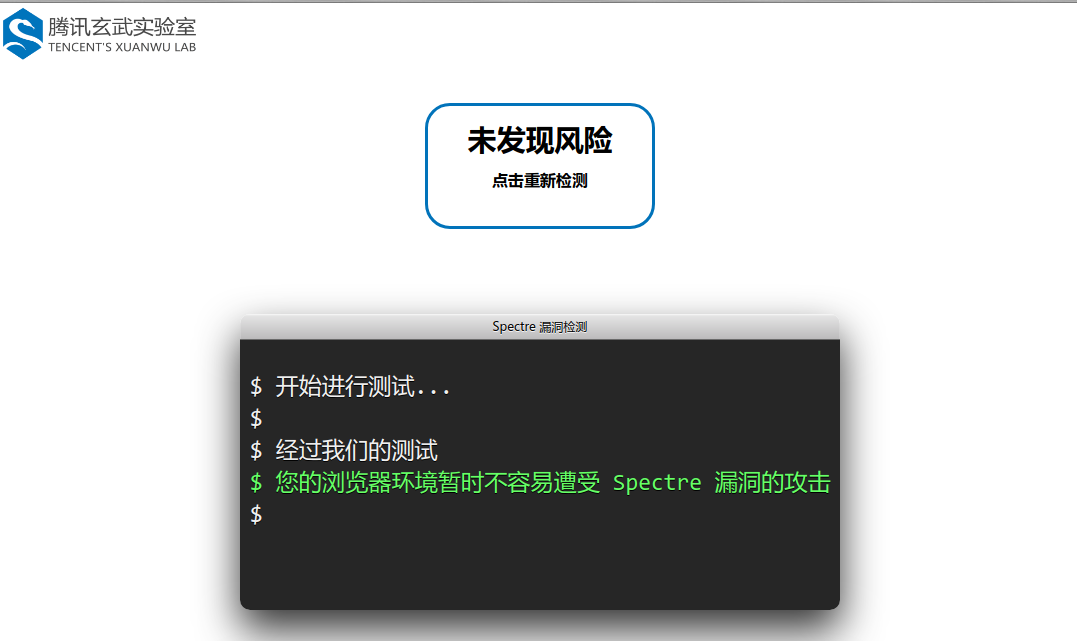 腾讯玄武实验室
TENCENT'S XUANWU LAB
未发现风险
点击重新检测
Spectre 漏洞检测
$ 开始进行测试...
$
$ 经过我们的测试
$ 您的浏览器环境暂时不容易遭受 Spectre 漏洞的攻击
$